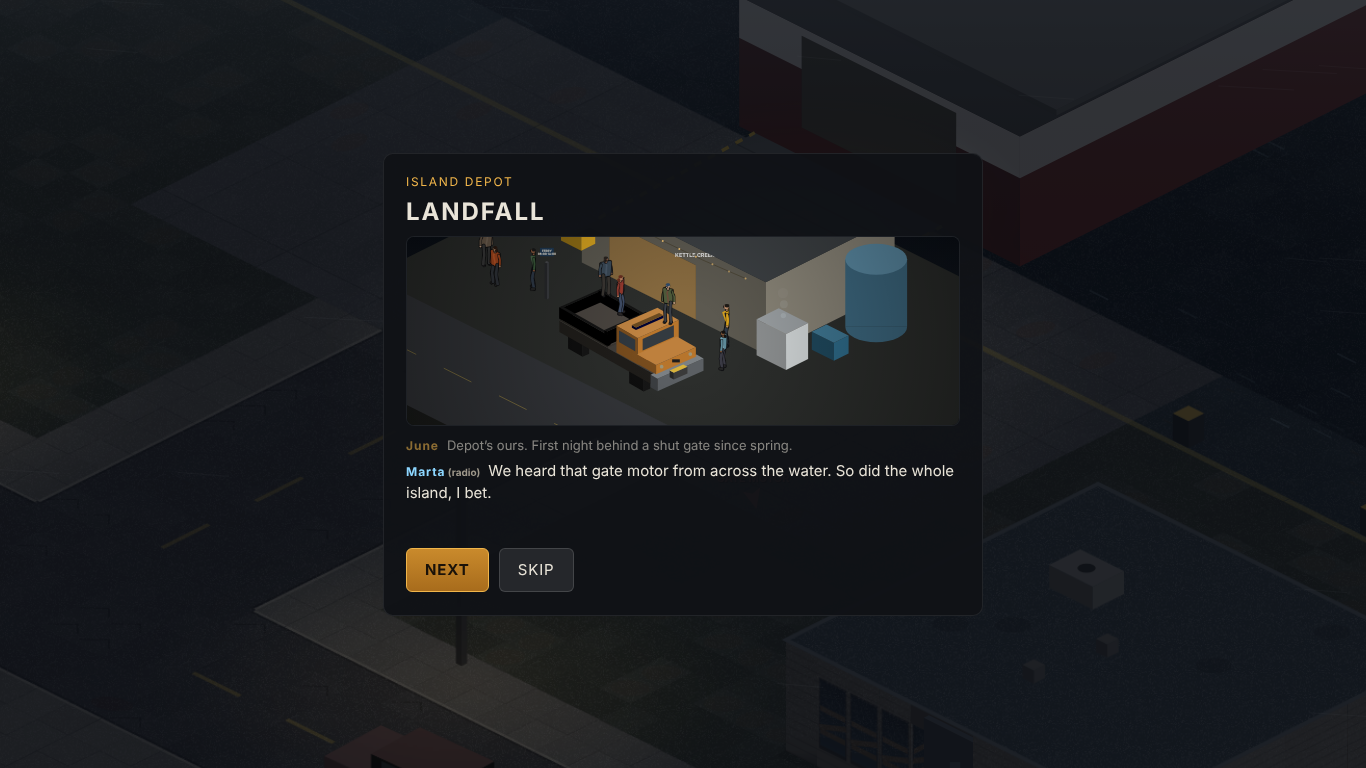 ISLAND DEPOT
LANDFALL
June Depot’s ours. First night behind a shut gate since spring.
Marta (radio) We heard that gate motor from across the water. So did the whole
island, I bet.
NEXT
SKIP